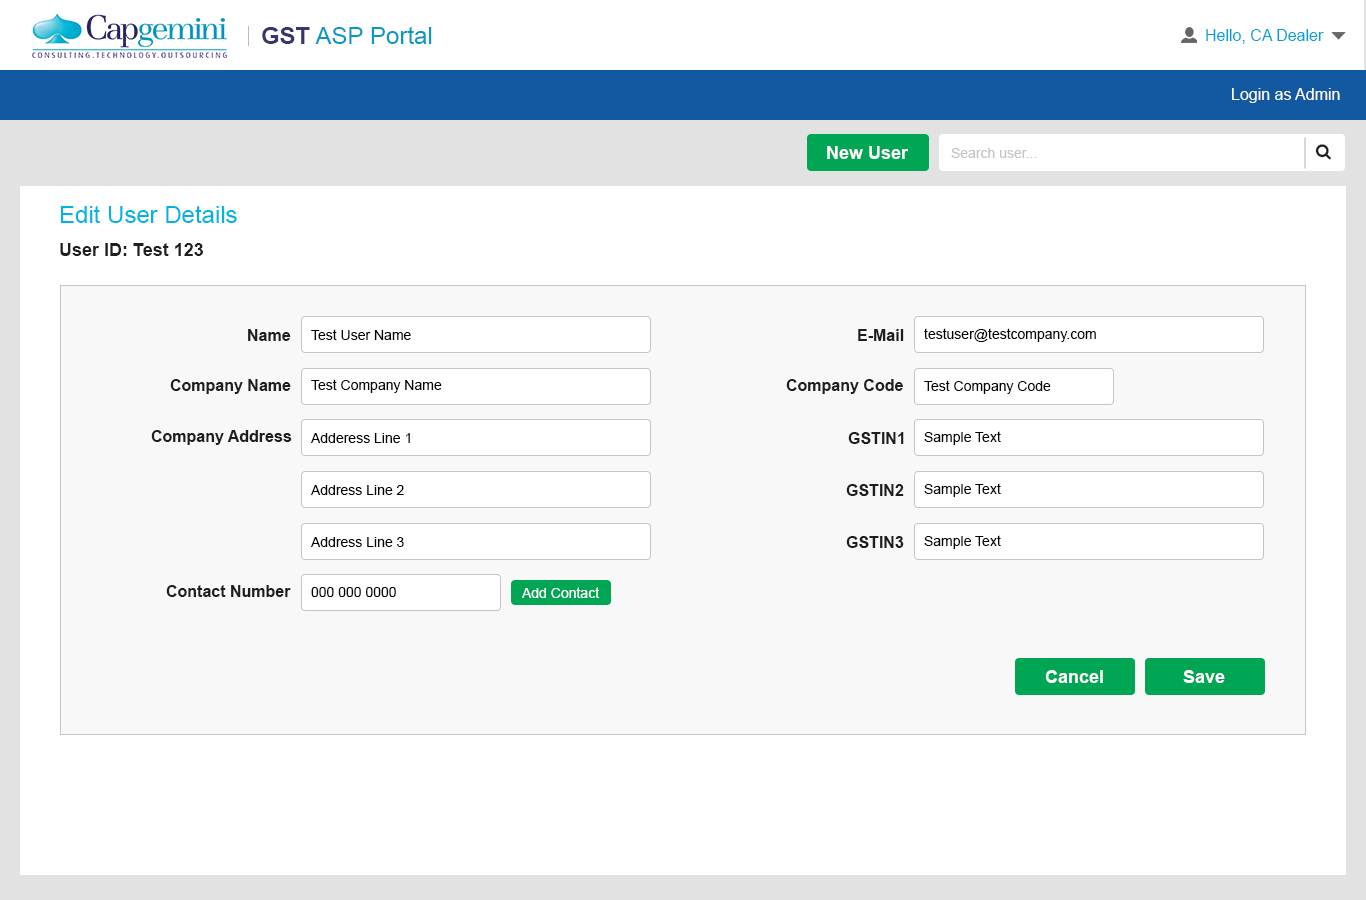 Capgemini
CONSULTING.TECHNOLOGY.OUTSOURCING
GST ASP Portal
Hello, CA Dealer
Login as Admin
New User
Search user...
Edit User Details
User ID: Test 123
Name Test User Name
E-Mail testuser@testcompany.com
Company Name Test Company Name
Company Code Test Company Code
Company Address Adderess Line 1
GSTIN1 Sample Text
Address Line 2
GSTIN2 Sample Text
Address Line 3
GSTIN3 Sample Text
Contact Number 000 000 0000 Add Contact
Cancel Save